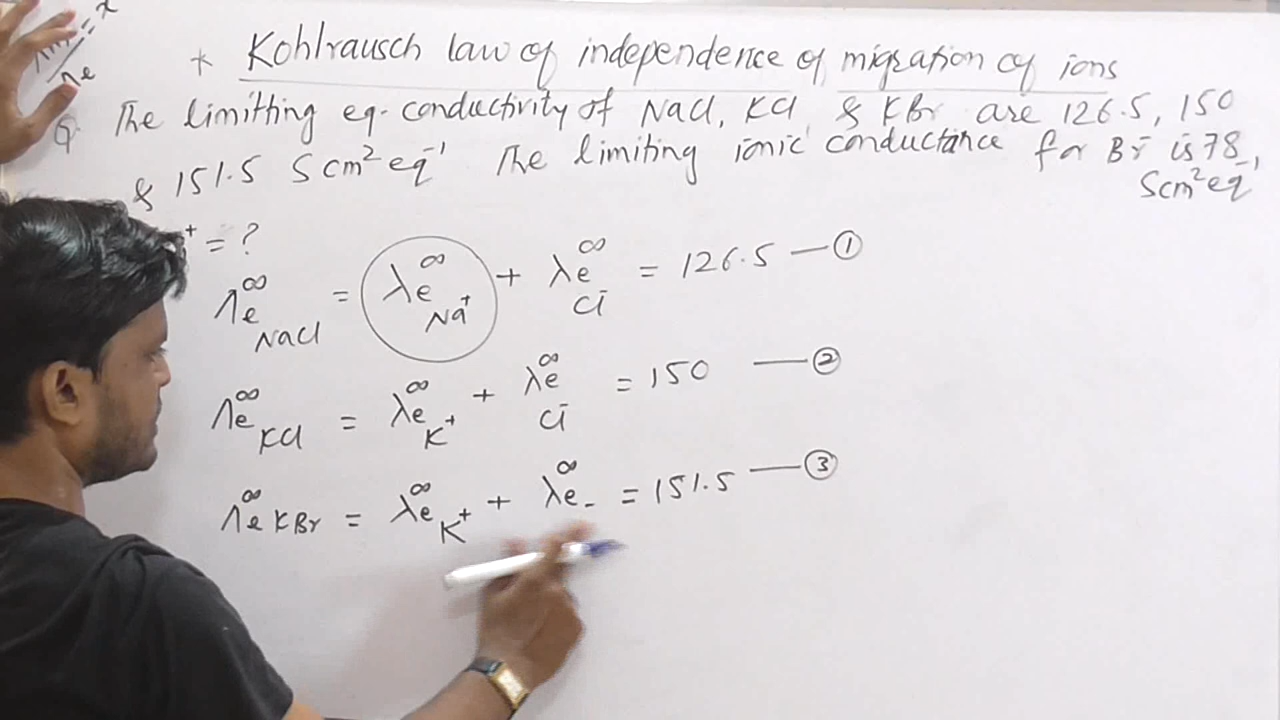 * Kohlrausch law of independence of migration of ions
Q. The limitting eq. conductivity of NaCl, KCl & KBr are 126.5, 150
& 151.5 S cm² eq⁻¹ The limiting ionic conductance for Br⁻ is 78
S cm² eq⁻¹,
⁺ = ?
Λe∞ NaCl = λe∞ Na⁺ + λe∞ Cl⁻ = 126.5 — ①
Λe∞ KCl = λe∞ K⁺ + λe∞ Cl⁻ = 150 — ②
Λe∞ KBr = λe∞ K⁺ + λe∞ - = 151.5 — ③